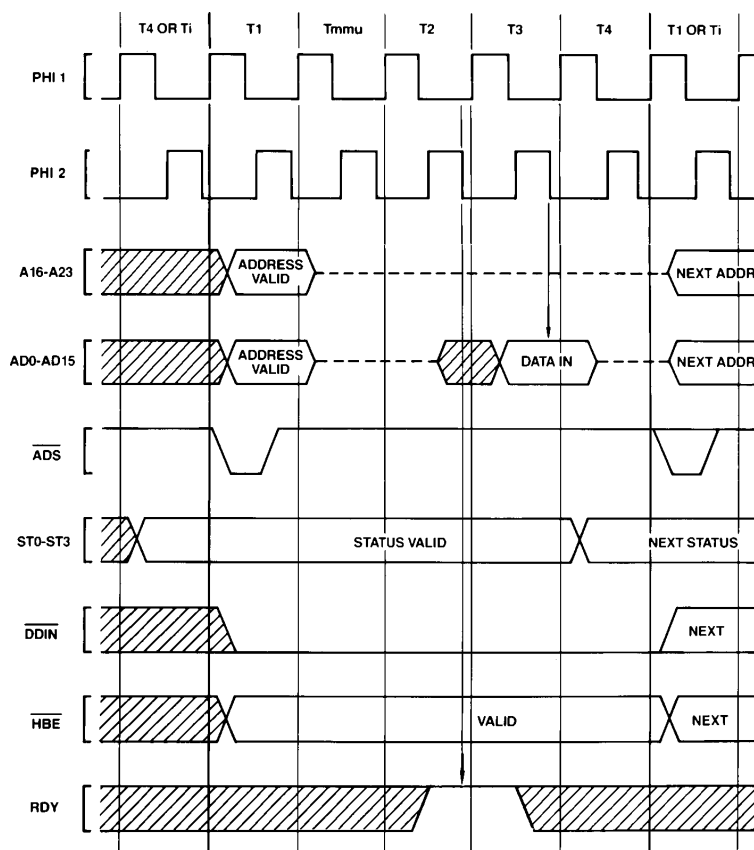 T4 OR Ti T1 Tmmu T2 T3 T4 T1 OR Ti
PHI 1
PHI 2
A16-A23 ADDRESS VALID NEXT ADDR
AD0-AD15 ADDRESS VALID DATA IN NEXT ADDR
ADS
ST0-ST3 STATUS VALID NEXT STATUS
DDIN NEXT
HBE VALID NEXT
RDY